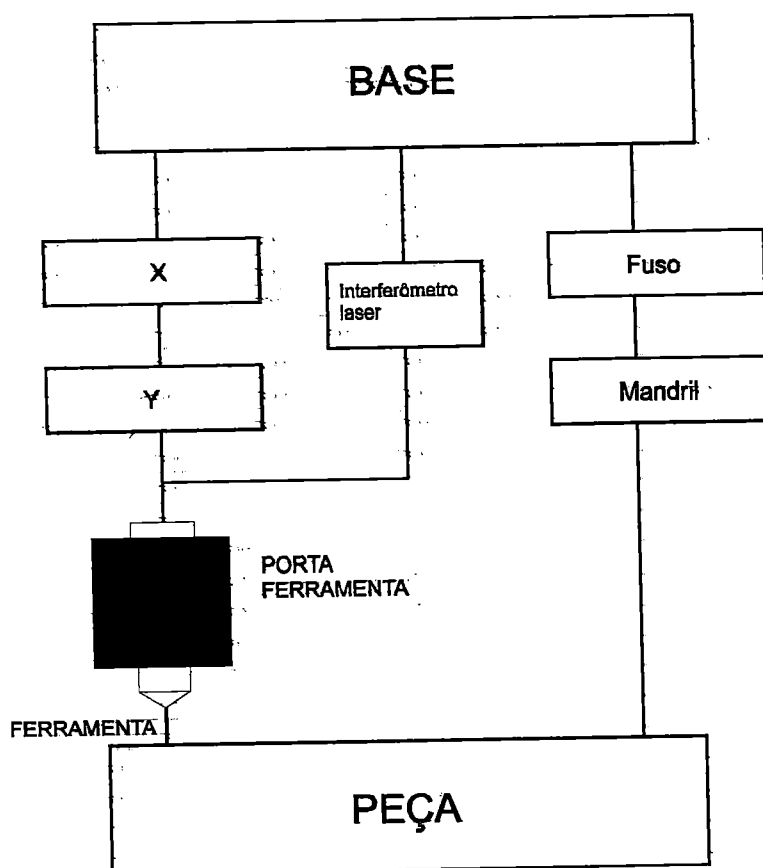 BASE
X
Interferômetro
laser
Fuso
Y
Mandril
PORTA
FERRAMENTA
FERRAMENTA
PEÇA